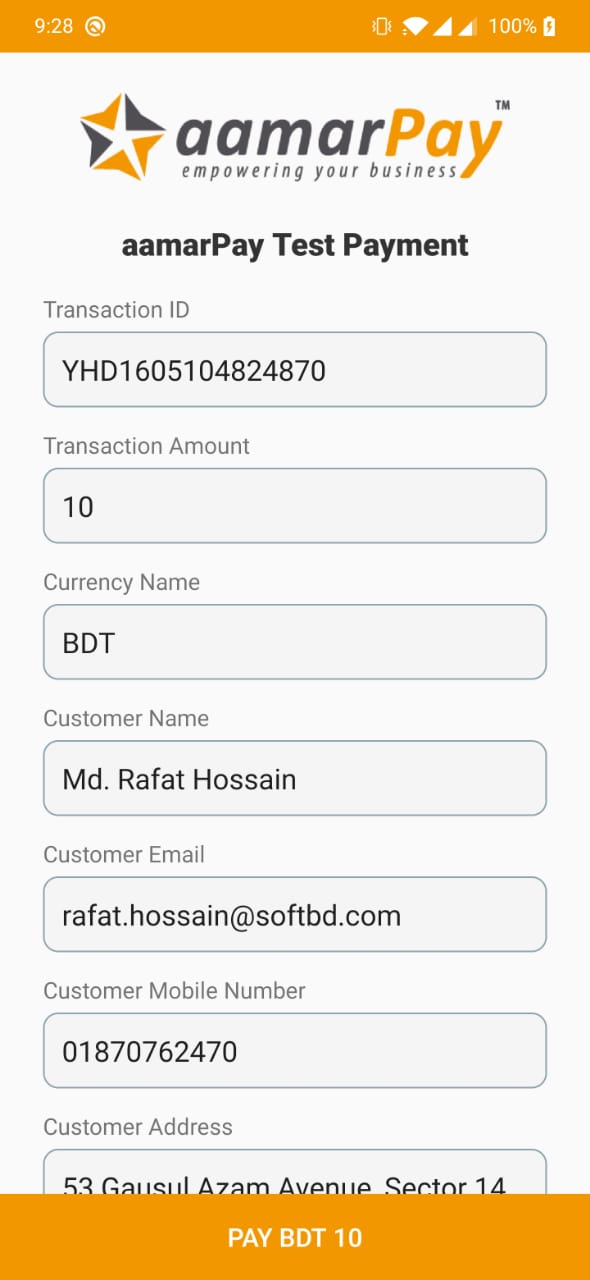 9:28
100%
aamarPay TM
empowering your business
aamarPay Test Payment
Transaction ID
YHD1605104824870
Transaction Amount
10
Currency Name
BDT
Customer Name
Md. Rafat Hossain
Customer Email
rafat.hossain@softbd.com
Customer Mobile Number
01870762470
Customer Address
53 Gausul Azam Avenue, Sector 14
PAY BDT 10